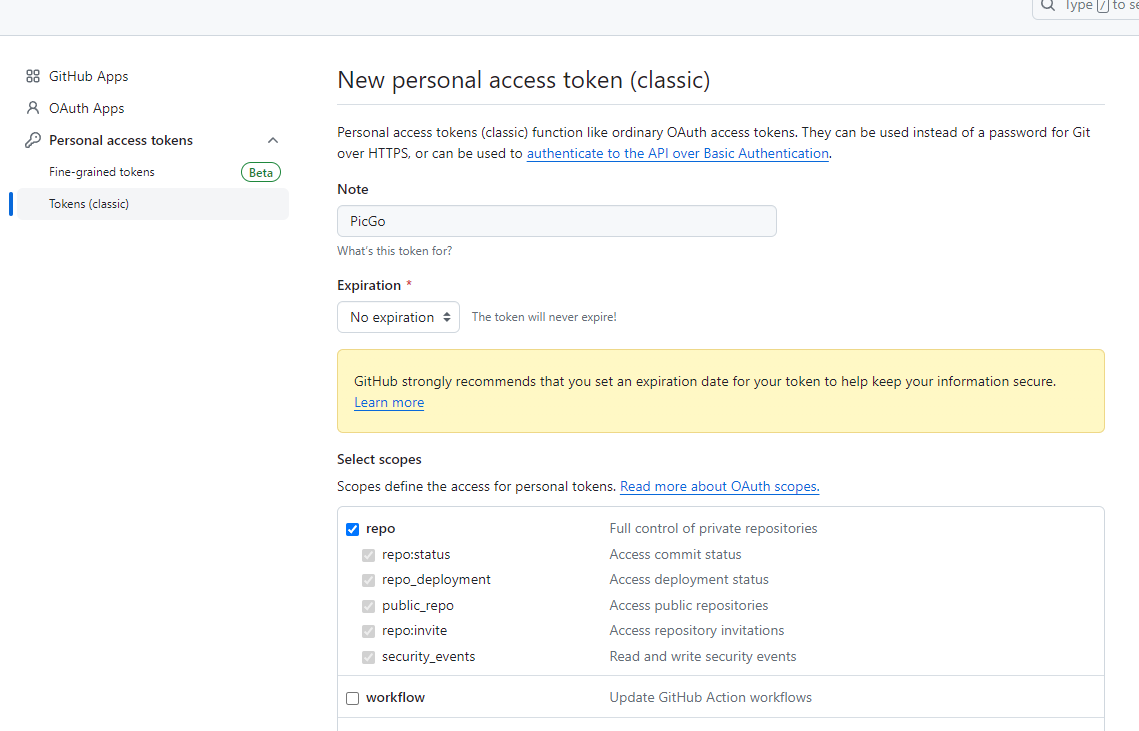 Type / to se
GitHub Apps
OAuth Apps
Personal access tokens
Fine-grained tokens Beta
Tokens (classic)
New personal access token (classic)
Personal access tokens (classic) function like ordinary OAuth access tokens. They can be used instead of a password for Git
over HTTPS, or can be used to authenticate to the API over Basic Authentication.
Note
PicGo
What's this token for?
Expiration *
No expiration The token will never expire!
GitHub strongly recommends that you set an expiration date for your token to help keep your information secure.
Learn more
Select scopes
Scopes define the access for personal tokens. Read more about OAuth scopes.
repo Full control of private repositories
repo:status Access commit status
repo_deployment Access deployment status
public_repo Access public repositories
repo:invite Access repository invitations
security_events Read and write security events
workflow Update GitHub Action workflows